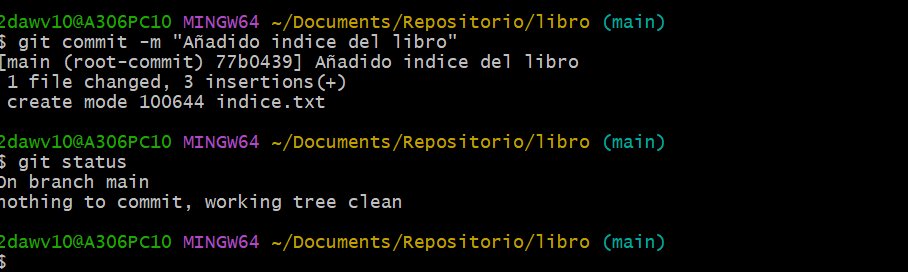 2dawv10@A306PC10 MINGW64 ~/Documents/Repositorio/libro (main)
$ git commit -m "Añadido indice del libro"
[main (root-commit) 77b0439] Añadido indice del libro
1 file changed, 3 insertions(+)
create mode 100644 indice.txt
2dawv10@A306PC10 MINGW64 ~/Documents/Repositorio/libro (main)
$ git status
On branch main
nothing to commit, working tree clean
2dawv10@A306PC10 MINGW64 ~/Documents/Repositorio/libro (main)
$